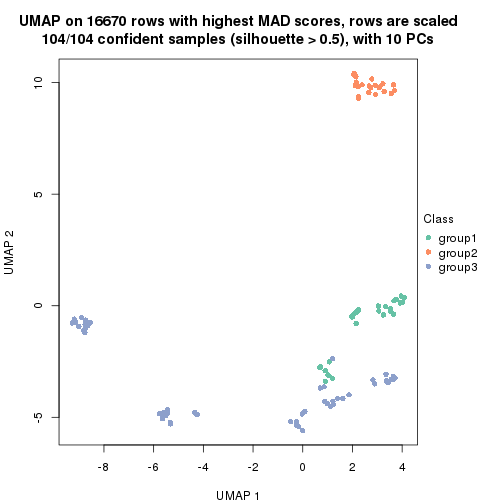 UMAP on 16670 rows with highest MAD scores, rows are scaled
104/104 confident samples (silhouette > 0.5), with 10 PCs
10
5
0
-5
UMAP 2
-8
-6
-4
-2
0
2
4
UMAP 1
Class
group1
group2
group3